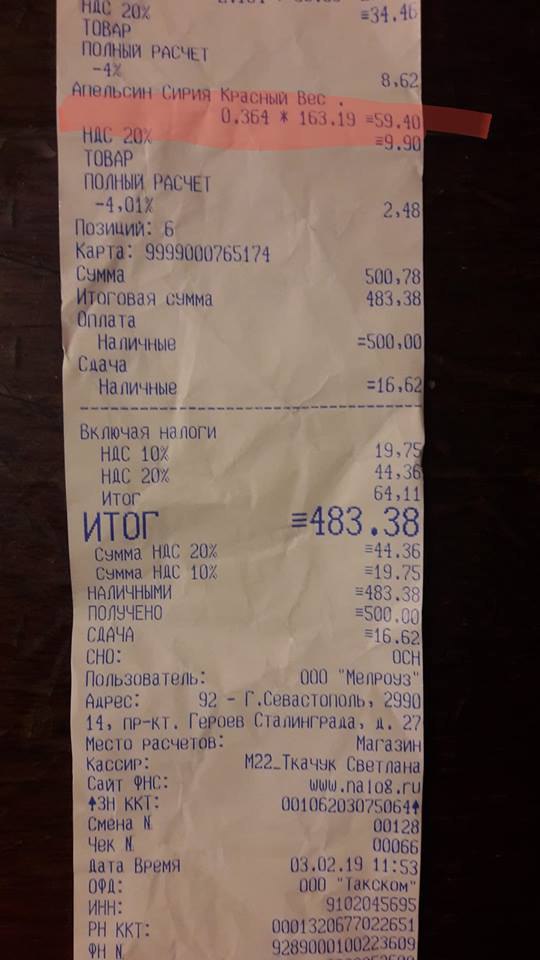 НДС 20% ≡34.46
ТОВАР
ПОЛНЫЙ РАСЧЕТ
-4% 8,62
Апельсин Сирия Красный Вес .
0.364 * 163.19 ≡59.40
НДС 20% ≡9.90
ТОВАР
ПОЛНЫЙ РАСЧЕТ
-4,01% 2,48
Позиций: 6
Карта: 9999000765174
Сумма 500,78
Итоговая сумма 483,38
Оплата
Наличные =500,00
Сдача
Наличные =16,62
Включая налоги
НДС 10% 19,75
НДС 20% 44,36
Итог 64,11
ИТОГ ≡483.38
Сумма НДС 20% ≡44.36
Сумма НДС 10% ≡19.75
НАЛИЧНЫМИ ≡483.38
ПОЛУЧЕНО ≡500.00
СДАЧА ≡16.62
СНО: ОСН
Пользователь: ООО "Мелроуз"
Адрес: 92 - Г.Севастополь, 2990
14, пр-кт. Героев Сталинграда, д. 27
Место расчетов: Магазин
Кассир: М22_Ткачук Светлана
Сайт ФНС: www.nalog.ru
↑ЗН ККТ: 00106203075064↑
Смена N 00128
Чек N 00066
Дата Время 03.02.19 11:53
ОФД: ООО "Такском"
ИНН: 9102045695
РН ККТ: 0001320677022651
ФН N 9289000100223609